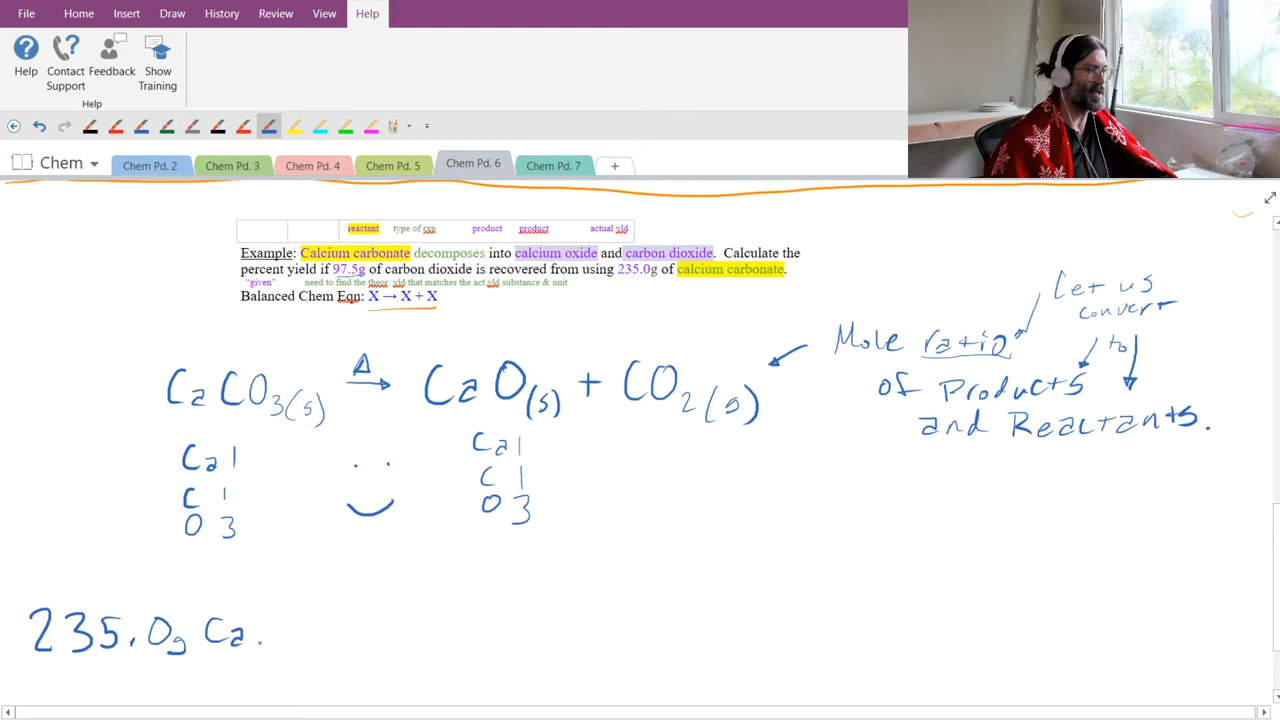 File Home Insert Draw History Review View Help
Help Contact Support Feedback Show Training
Help
Chem Chem Pd. 2 Chem Pd. 3 Chem Pd. 4 Chem Pd. 5 Chem Pd. 6 Chem Pd. 7 +
reactant type of rxn product product actual yld
Example: Calcium carbonate decomposes into calcium oxide and carbon dioxide. Calculate the
percent yield if 97.5g of carbon dioxide is recovered from using 235.0g of calcium carbonate.
"given" need to find the theor yld that matches the act yld substance & unit
Balanced Chem Eqn: X → X + X
Let us
convert
to
Mole ratio
of Products
and Reactants.
Δ
CaCO3(s) → CaO(s) + CO2(s)
Ca 1 Ca 1
C 1 C 1
O 3 O 3
235.0g Ca